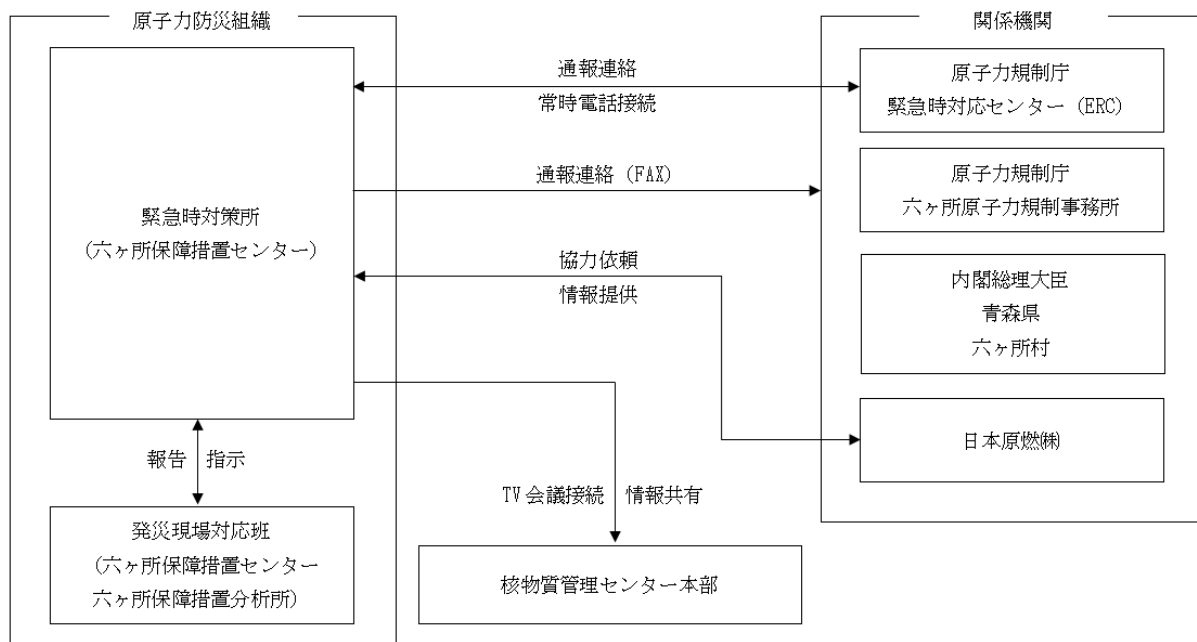 原子力防災組織
関係機関
緊急時対策所
(六ヶ所保障措置センター)
報告
指示
発災現場対応班
(六ヶ所保障措置センター
六ヶ所保障措置分析所)
通報連絡
常時電話接続
通報連絡 (FAX)
協力依頼
情報提供
TV会議接続
情報共有
核物質管理センター本部
原子力規制庁
緊急時対応センター (ERC)
原子力規制庁
六ヶ所原子力規制事務所
内閣総理大臣
青森県
六ヶ所村
日本原燃㈱